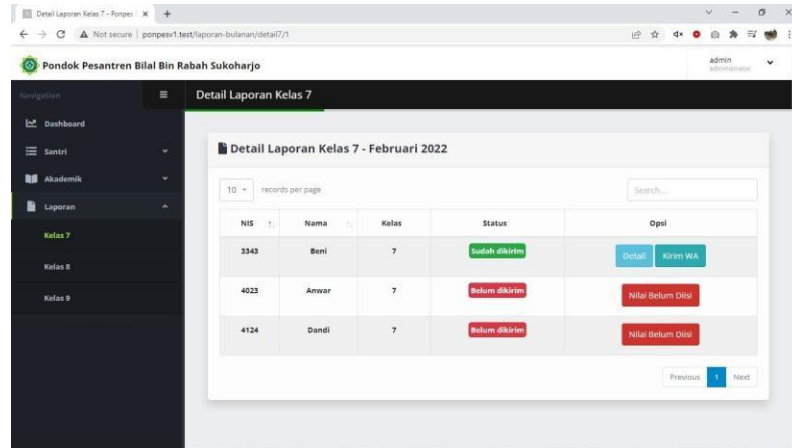 Detail Laporan Kelas 7 - Ponpes
Not secure ponpesv1.test/laporan-bulanan/detail7/1
Pondok Pesantren Bilal Bin Rabah Sukoharjo
admin
administrator
Navigation
Detail Laporan Kelas 7
Dashboard
Santri
Akademik
Laporan
Kelas 7
Kelas 8
Kelas 9
Detail Laporan Kelas 7 - Februari 2022
10 records per page
Search...
NIS Nama Kelas Status Opsi
3343 Beni 7 Sudah dikirim Detail Kirim WA
4023 Anwar 7 Belum dikirim Nilai Belum Diisi
4124 Dandi 7 Belum dikirim Nilai Belum Diisi
Previous 1 Next